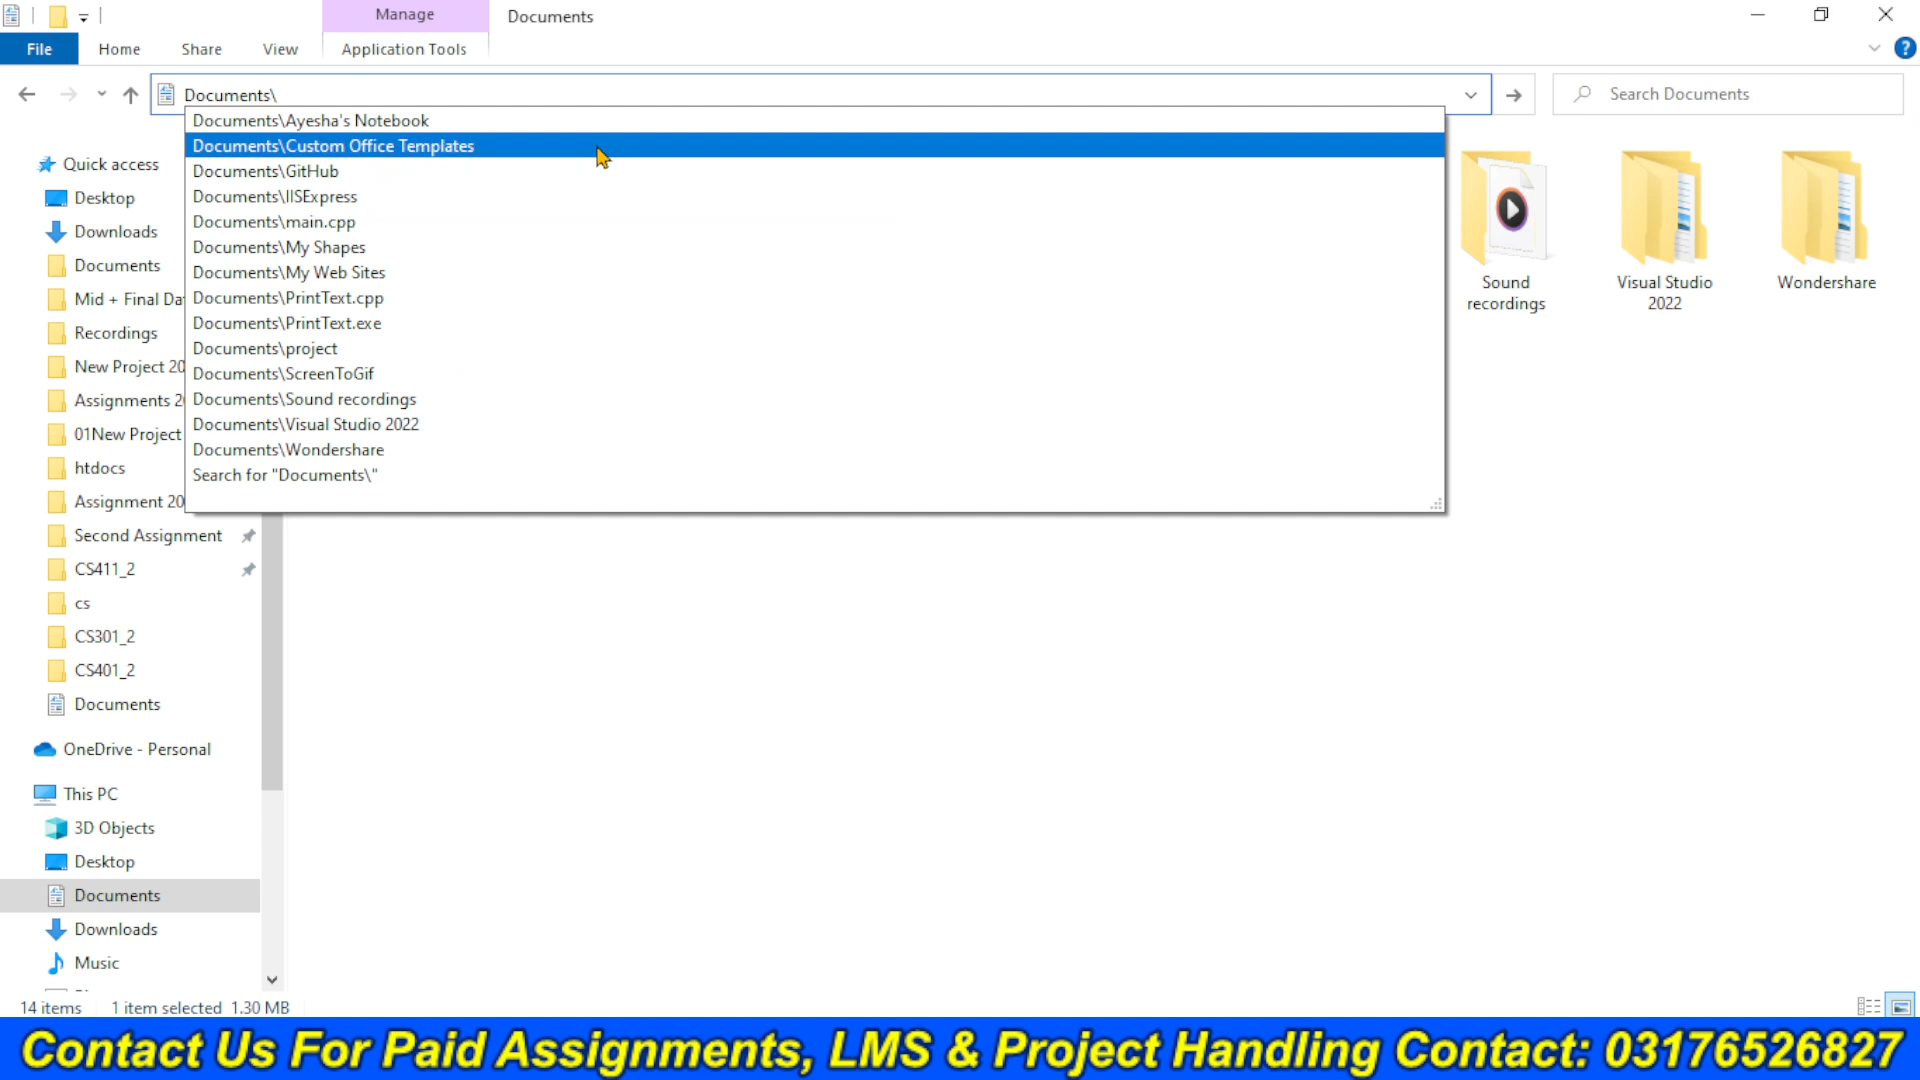 Manage
Documents
File
Home
Share
View
Application Tools
Documents\
Search Documents
Documents\Ayesha's Notebook
Documents\Custom Office Templates
Documents\GitHub
Documents\IISExpress
Documents\main.cpp
Documents\My Shapes
Documents\My Web Sites
Documents\PrintText.cpp
Documents\PrintText.exe
Documents\project
Documents\ScreenToGif
Documents\Sound recordings
Documents\Visual Studio 2022
Documents\Wondershare
Search for "Documents\"
Quick access
Desktop
Downloads
Documents
Mid + Final Da
Recordings
New Project 20
Assignments 2
01New Project
htdocs
Assignment 20
Second Assignment
CS411_2
cs
CS301_2
CS401_2
Documents
OneDrive - Personal
This PC
3D Objects
Desktop
Documents
Downloads
Music
Sound
recordings
Visual Studio
2022
Wondershare
14 items
1 item selected 1.30 MB
Contact Us For Paid Assignments, LMS & Project Handling Contact: 03176526827